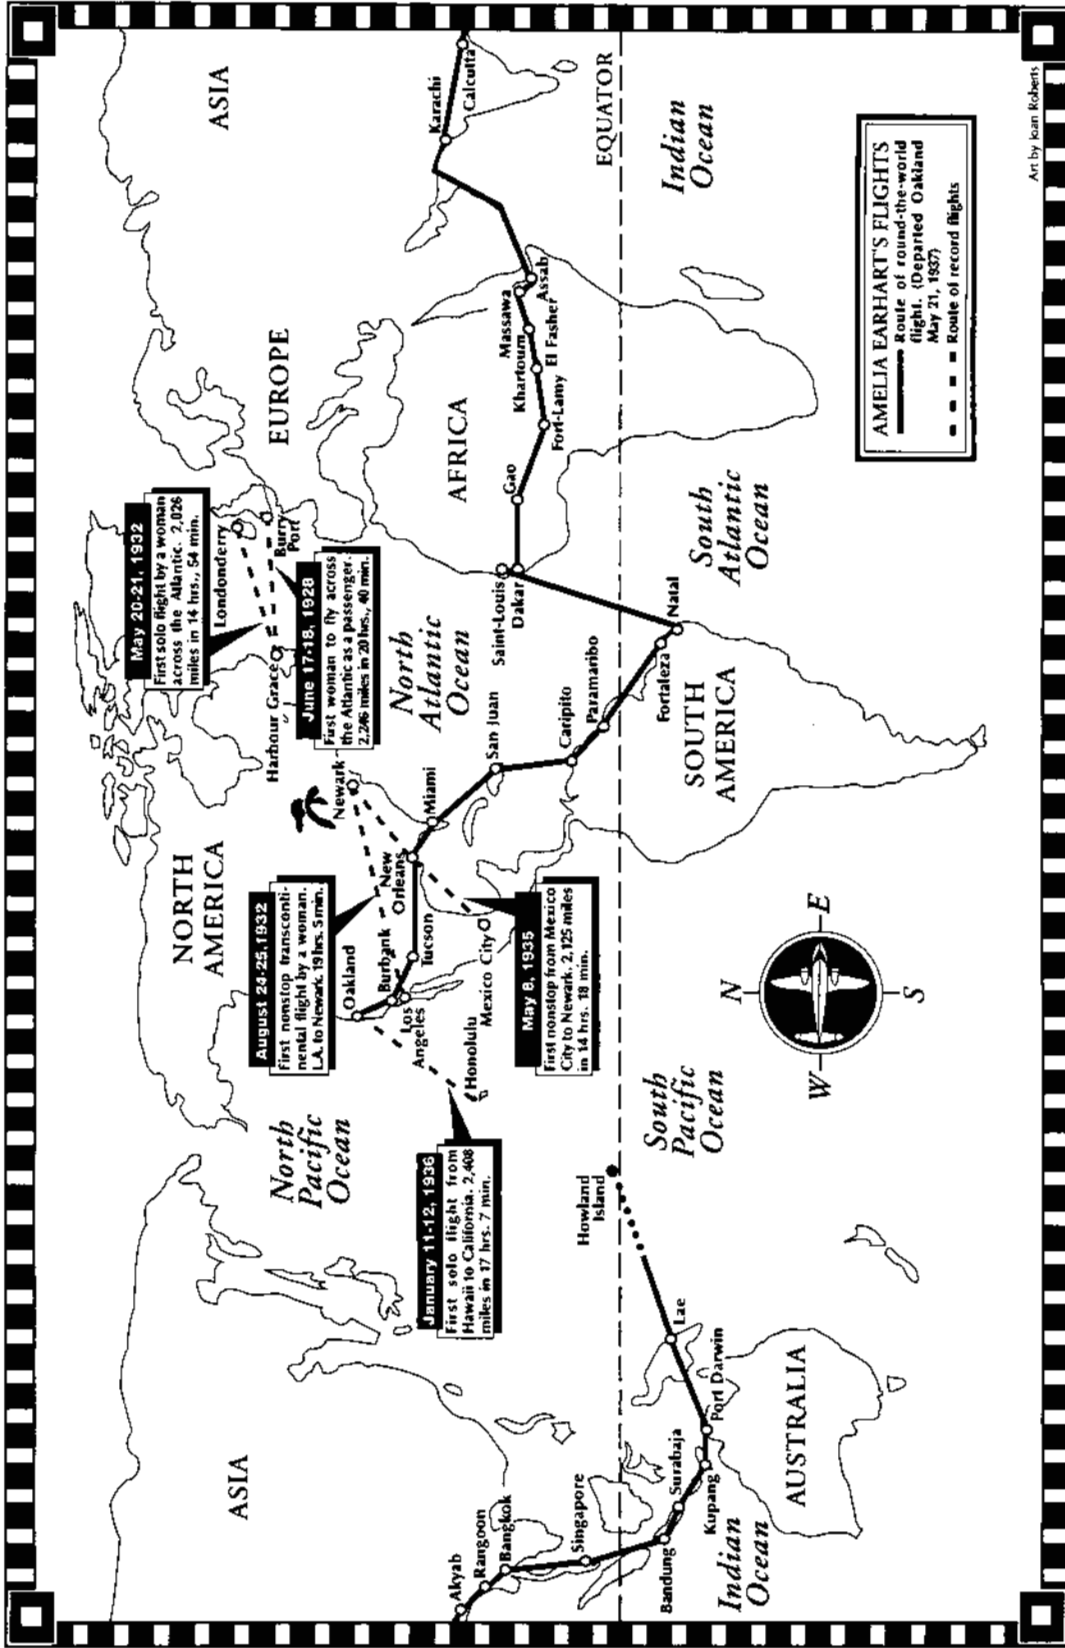 May 20-21, 1932
First solo flight by a woman
across the Atlantic. 2,026
miles in 14 hrs., 54 min.
June 17-18, 1928
First woman to fly across
the Atlantic as a passenger.
2,246 miles in 20 hrs., 40 min.
August 24-25, 1932
First nonstop transconti-
nental flight by a woman.
L.A. to Newark. 19 hrs. 5 min.
January 11-12, 1936
First solo flight from
Hawaii to California. 2,408
miles in 17 hrs. 7 min.
May 8, 1935
First nonstop from Mexico
City to Newark. 2,125 miles
in 14 hrs. 18 min.
ASIA
NORTH
AMERICA
EUROPE
ASIA
North
Pacific
Ocean
North
Atlantic
Ocean
AFRICA
Londonderry
Burry
Port
Harbour Grace
Newark
Oakland
Burbank
Los
Angeles
Tucson
New
Orleans
Miami
Mexico City
Honolulu
San Juan
Caripito
Paramaribo
Fortaleza
Natal
Saint-Louis
Dakar
Gao
Fort-Lamy
El Fasher
Khartoum
Massawa
Assab
Karachi
Calcutta
Akyab
Rangoon
Bangkok
Singapore
Bandung
Surabaja
Kupang
Port Darwin
Lae
Howland
Island
EQUATOR
Indian
Ocean
AUSTRALIA
South
Pacific
Ocean
SOUTH
AMERICA
South
Atlantic
Ocean
Indian
Ocean
N
W
E
S
AMELIA EARHART'S FLIGHTS
Route of round-the-world
flight. (Departed Oakland
May 21, 1937)
Route of record flights
Art by Joan Roberts